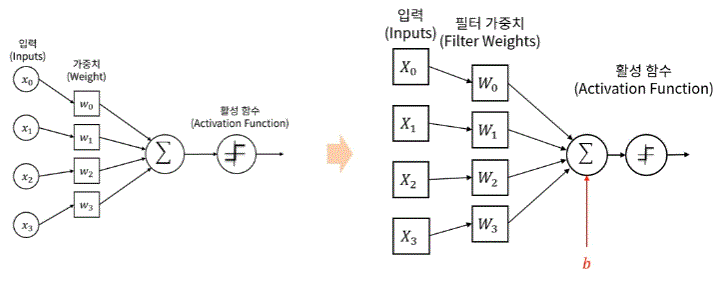 입력
(Inputs)
가중치
(Weight)
x₀
x₁
x₂
x₃
w₀
w₁
w₂
w₃
∑
활성 함수
(Activation Function)
입력
(Inputs)
필터 가중치
(Filter Weights)
X₀
X₁
X₂
X₃
W₀
W₁
W₂
W₃
∑
활성 함수
(Activation Function)
b